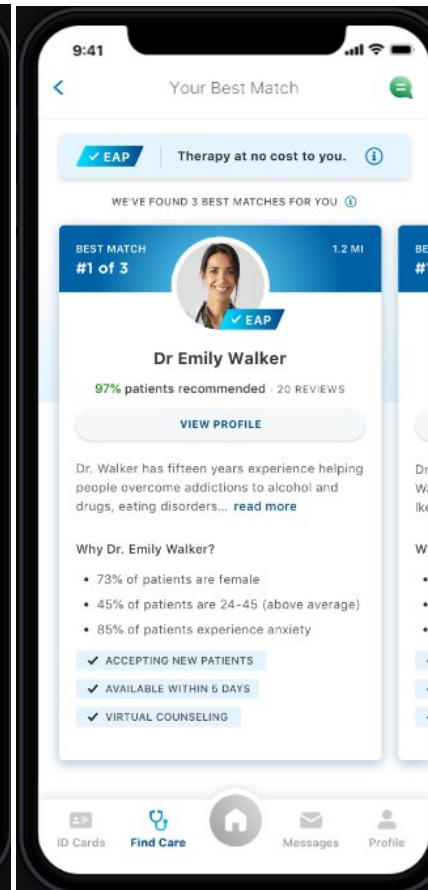 9:41
Your Best Match
EAP
Therapy at no cost to you.
WE'VE FOUND 3 BEST MATCHES FOR YOU
BEST MATCH
#1 of 3
1.2 MI
EAP
Dr Emily Walker
97% patients recommended · 20 REVIEWS
VIEW PROFILE
Dr. Walker has fifteen years experience helping
people overcome addictions to alcohol and
drugs, eating disorders... read more
Why Dr. Emily Walker?
• 73% of patients are female
• 45% of patients are 24-45 (above average)
• 85% of patients experience anxiety
ACCEPTING NEW PATIENTS
AVAILABLE WITHIN 5 DAYS
VIRTUAL COUNSELING
ID Cards
Find Care
Messages
Profile